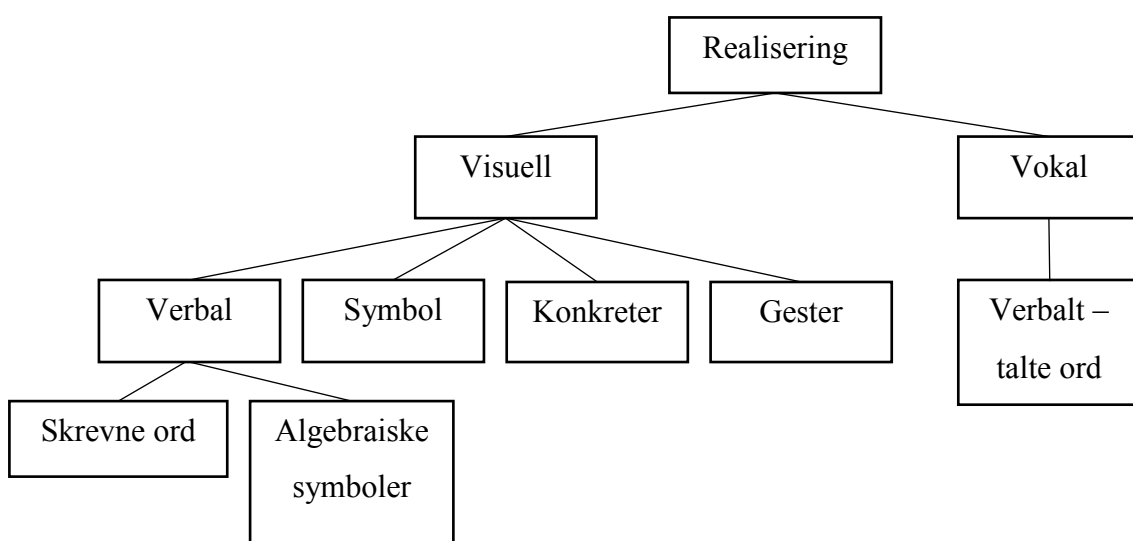 Realisering
Visuell
Vokal
Verbal
Symbol
Konkreter
Gester
Verbalt –
talte ord
Skrevne ord
Algebraiske
symboler